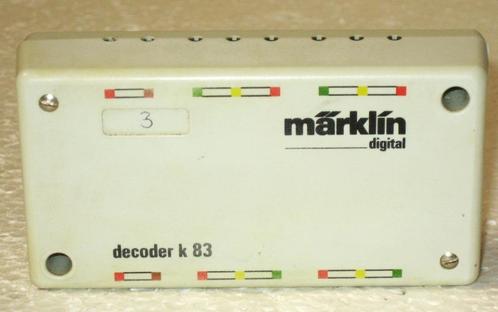 3
märklin
digital
decoder k 83